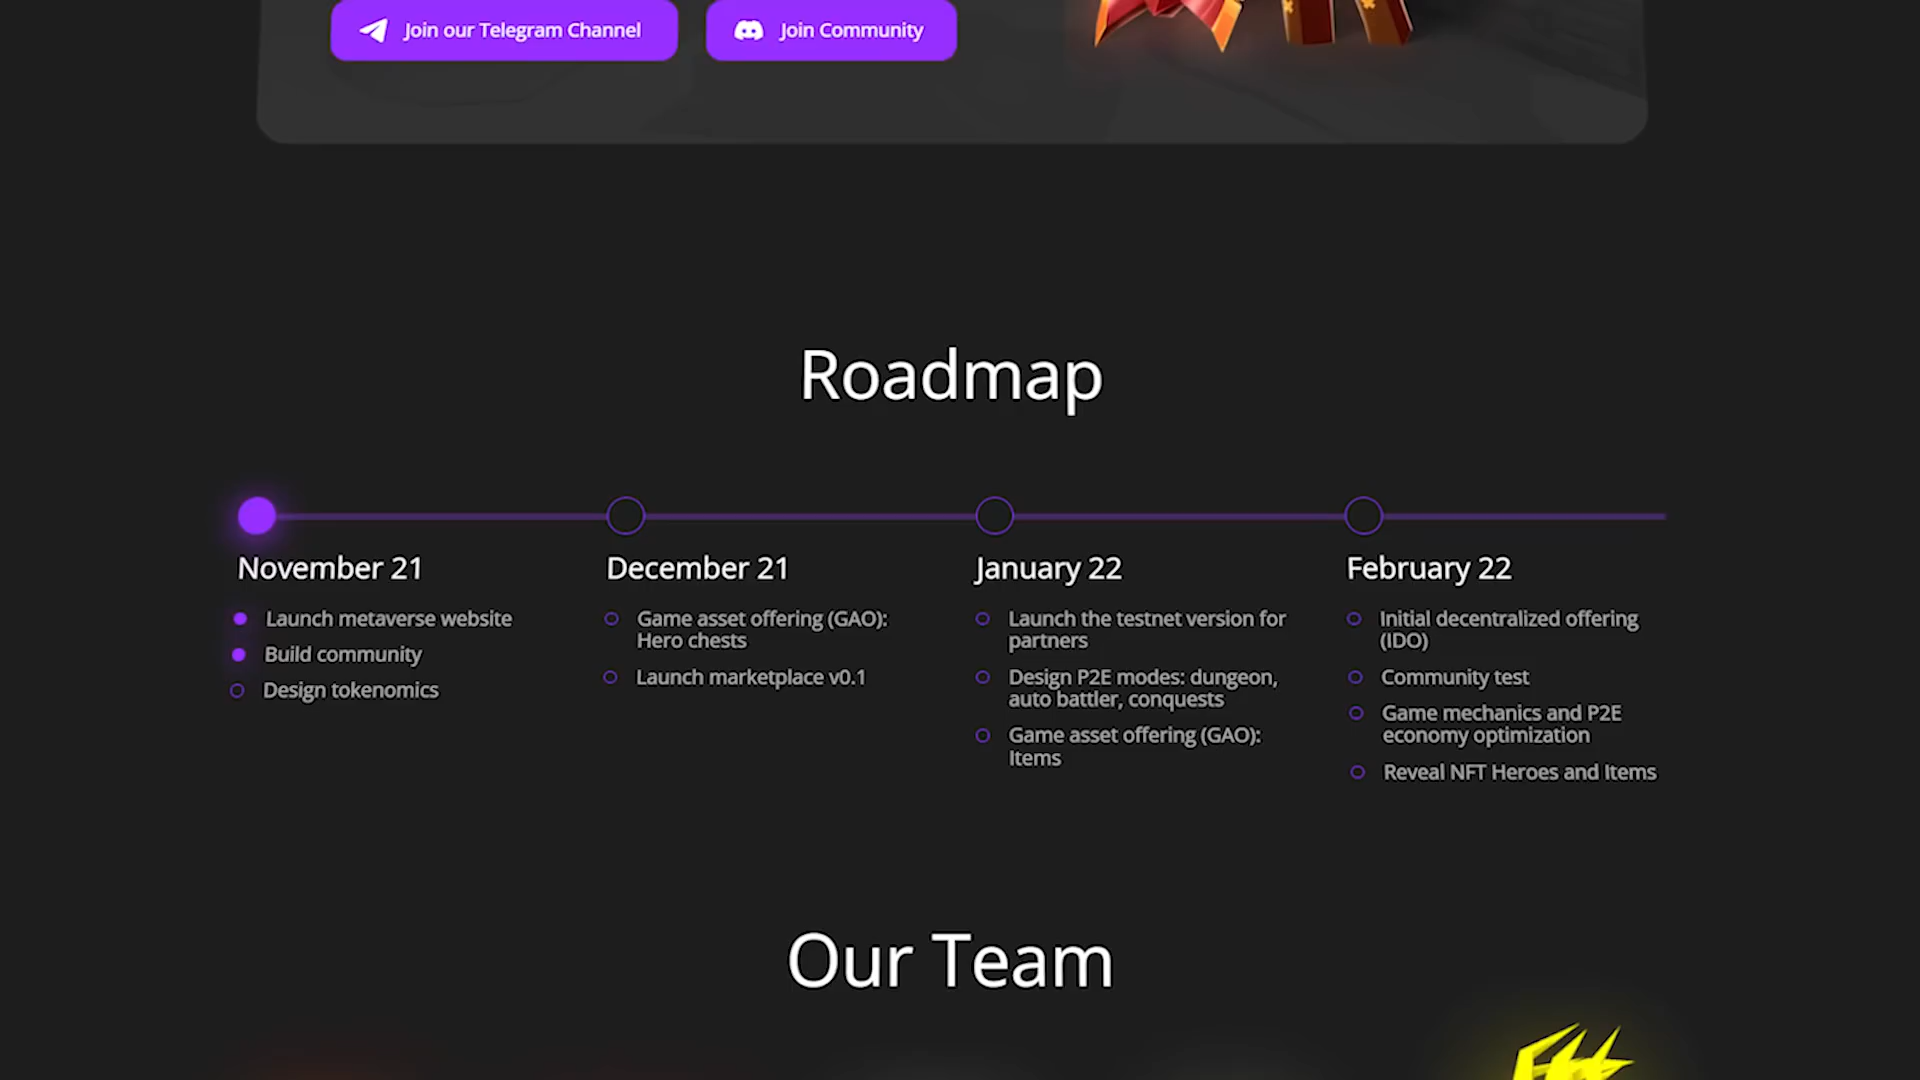 Join our Telegram Channel
Join Community
Roadmap
November 21
Launch metaverse website
Build community
Design tokenomics
December 21
Game asset offering (GAO):
Hero chests
Launch marketplace v0.1
January 22
Launch the testnet version for
partners
Design P2E modes: dungeon,
auto battler, conquests
Game asset offering (GAO):
Items
February 22
Initial decentralized offering
(IDO)
Community test
Game mechanics and P2E
economy optimization
Reveal NFT Heroes and Items
Our Team